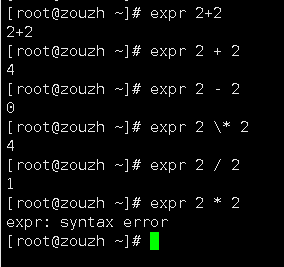 [root@zouzh ~]# expr 2+2
2+2
[root@zouzh ~]# expr 2 + 2
4
[root@zouzh ~]# expr 2 - 2
0
[root@zouzh ~]# expr 2 \* 2
4
[root@zouzh ~]# expr 2 / 2
1
[root@zouzh ~]# expr 2 * 2
expr: syntax error
[root@zouzh ~]#